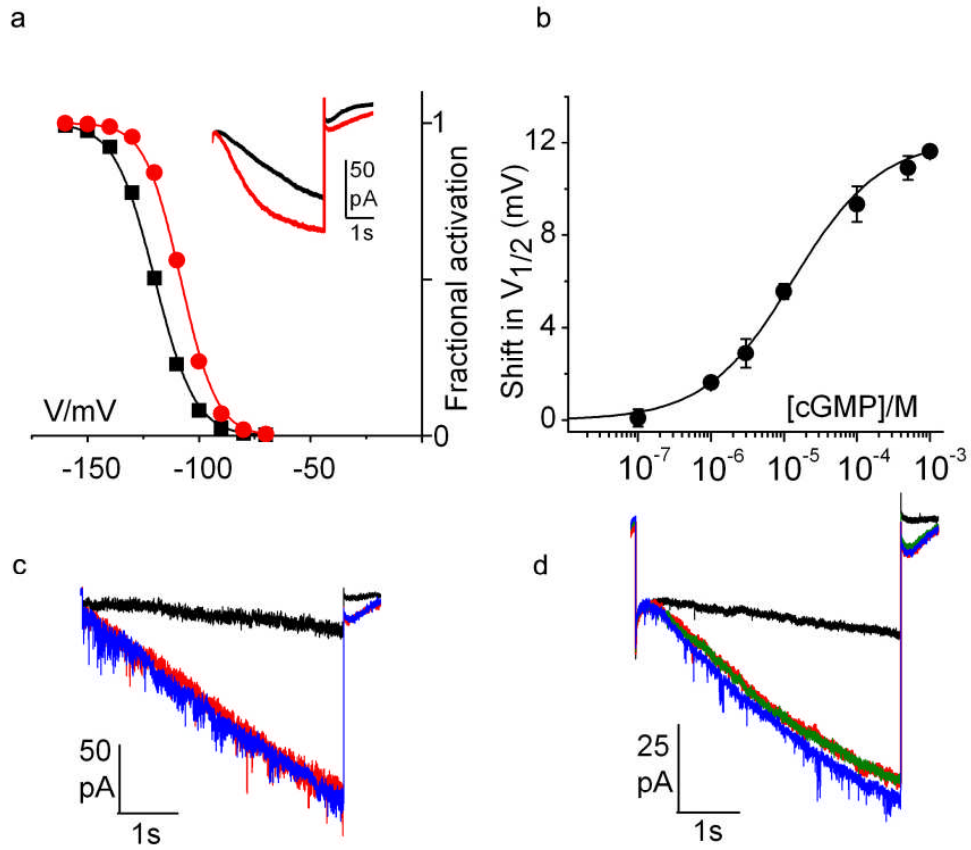 a
50
pA
1s
1
Fractional activation
V/mV
0
-150
-100
-50
b
12
8
4
0
Shift in V1/2 (mV)
[cGMP]/M
10-7
10-6
10-5
10-4
10-3
c
50
pA
1s
d
25
pA
1s